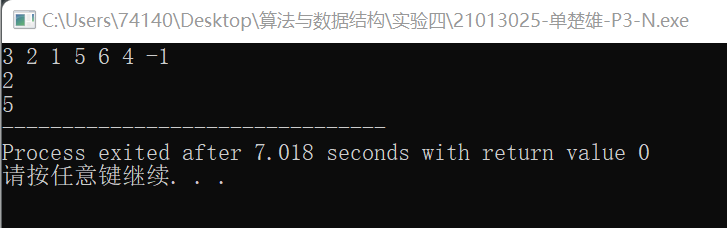 C:\Users\74140\Desktop\算法与数据结构\实验四\21013025-单楚雄-P3-N.exe
3 2 1 5 6 4 -1
2
5
--------------------------------
Process exited after 7.018 seconds with return value 0
请按任意键继续. . .